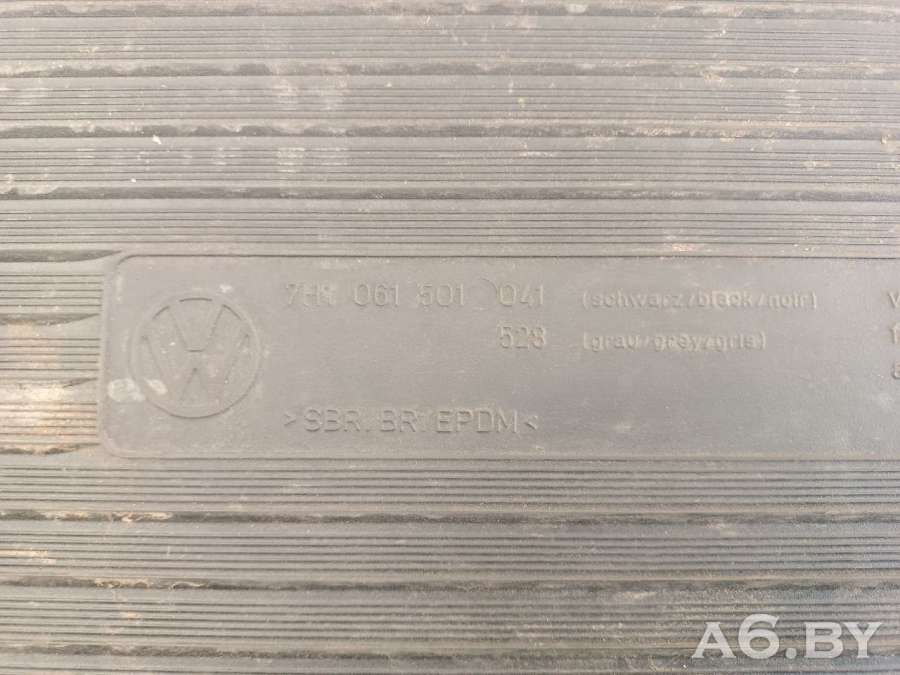 7H1 061 501 041 (schwarz/black/noir)
528 (grau/grey/gris)
>SBR/BR/EPDM<
A6.BY